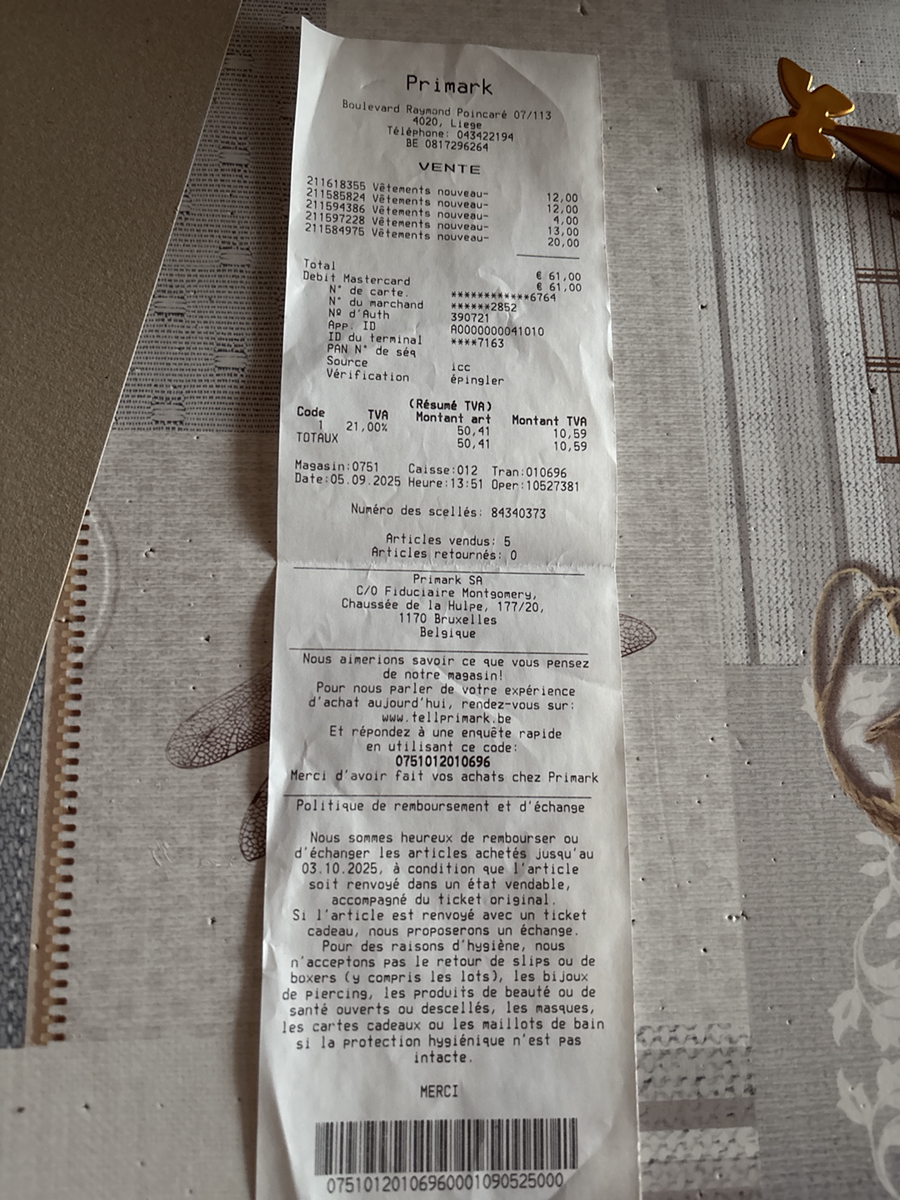 Primark
Boulevard Raymond Poincaré 07/113
4020, Liege
Téléphone: 043422194
BE 0817296264
VENTE
211618355 Vêtements nouveau- 12,00
211585824 Vêtements nouveau- 12,00
211594386 Vêtements nouveau- 4,00
211597228 Vêtements nouveau- 13,00
211584975 Vêtements nouveau- 20,00
Total € 61,00
Debit Mastercard € 61,00
N° de carte. ************6764
N° du marchand ******2852
Nº d'Auth 390721
App. ID A0000000041010
ID du terminal ****7163
PAN N° de séq
Source icc
Vérification épingler
(Résumé TVA)
Code TVA Montant art Montant TVA
1 21,00% 50,41 10,59
TOTAUX 50,41 10,59
Magasin:0751 Caisse:012 Tran:010696
Date:05.09.2025 Heure:13:51 Oper:10527381
Numéro des scellés: 84340373
Articles vendus: 5
Articles retournés: 0
Primark SA
C/O Fiduciaire Montgomery,
Chaussée de la Hulpe, 177/20,
1170 Bruxelles
Belgique
Nous aimerions savoir ce que vous pensez
de notre magasin!
Pour nous parler de votre expérience
d'achat aujourd'hui, rendez-vous sur:
www.tellprimark.be
Et répondez à une enquête rapide
en utilisant ce code:
0751012010696
Merci d'avoir fait vos achats chez Primark
Politique de remboursement et d'échange
Nous sommes heureux de rembourser ou
d'échanger les articles achetés jusqu'au
03.10.2025, à condition que l'article
soit renvoyé dans un état vendable,
accompagné du ticket original.
Si l'article est renvoyé avec un ticket
cadeau, nous proposerons un échange.
Pour des raisons d'hygiène, nous
n'acceptons pas le retour de slips ou de
boxers (y compris les lots), les bijoux
de piercing, les produits de beauté ou de
santé ouverts ou descellés, les masques,
les cartes cadeaux ou les maillots de bain
si la protection hygiénique n'est pas
intacte.
MERCI
07510120106960001090525000